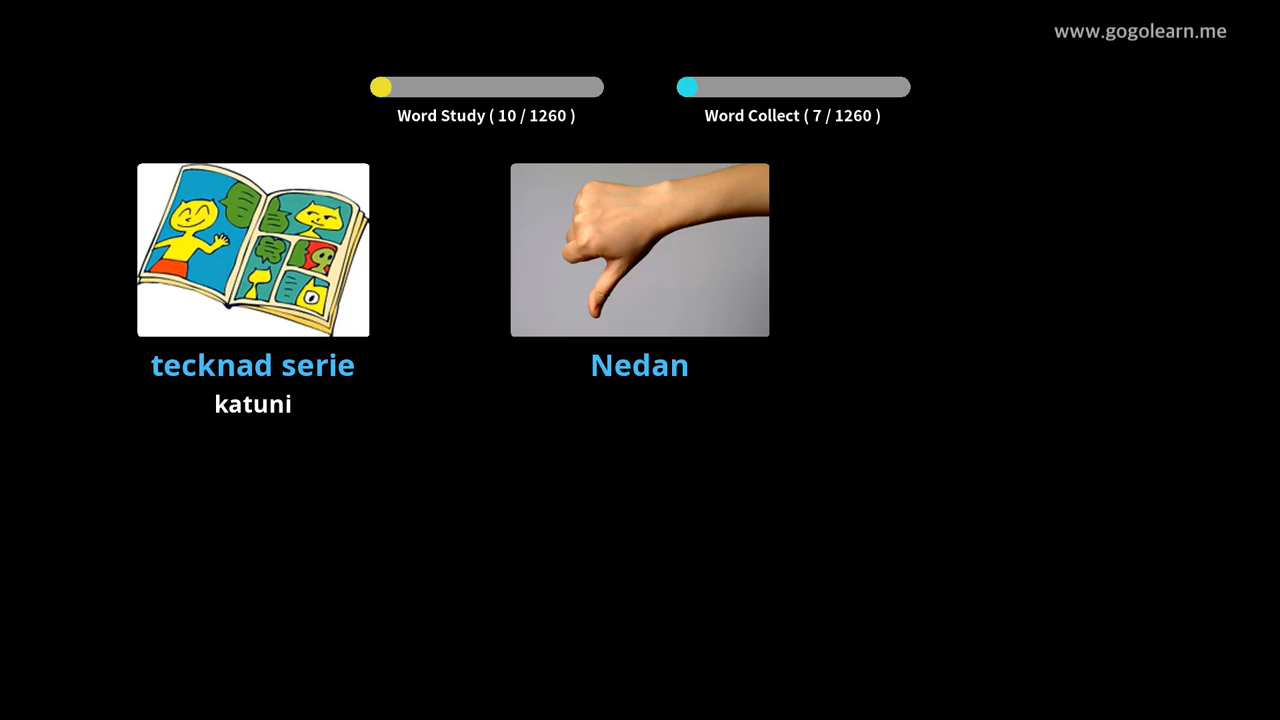 www.gogolearn.me
Word Study ( 10 / 1260 )
Word Collect ( 7 / 1260 )
tecknad serie
Nedan
katuni